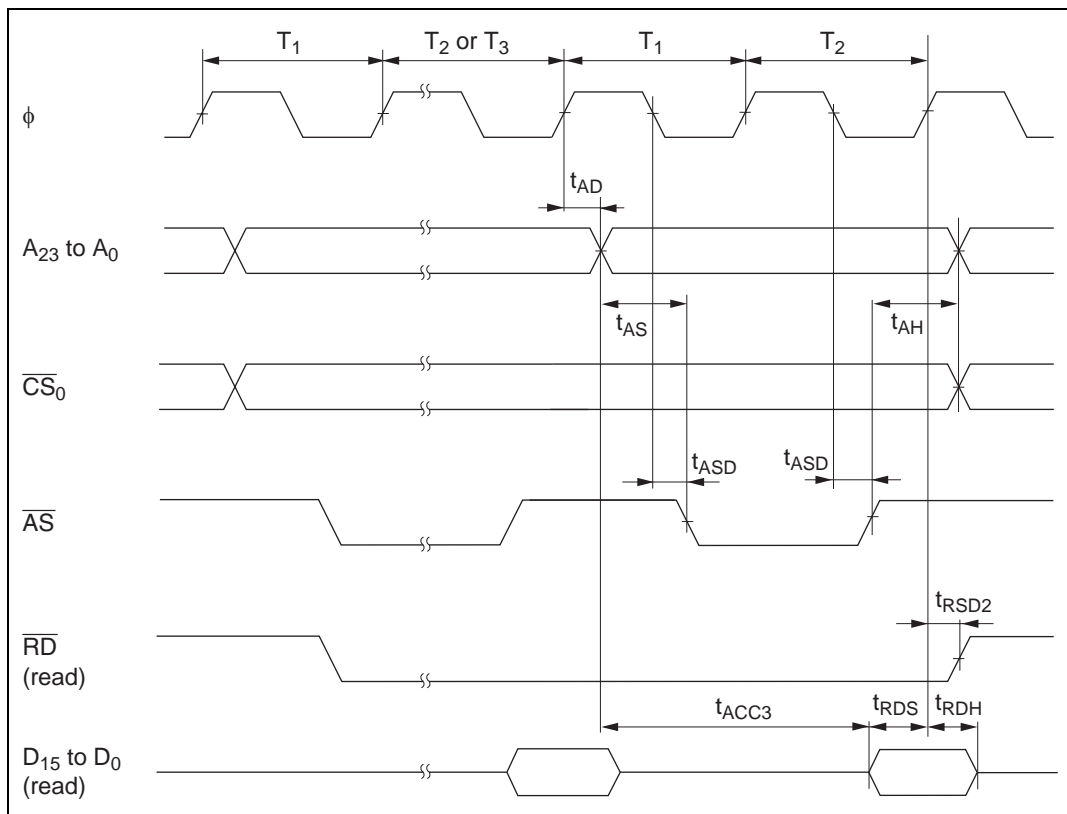 T1 T2 or T3 T1 T2
ϕ
tAD
A23 to A0
tAS tAH
CS0
tASD tASD
AS
tRSD2
RD
(read)
tACC3 tRDS tRDH
D15 to D0
(read)